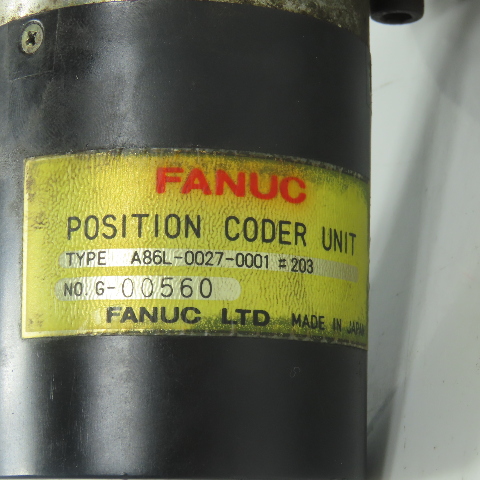 FANUC
POSITION CODER UNIT
TYPE A86L-0027-0001 #203
NO. G-00560
FANUC LTD MADE IN JAPAN